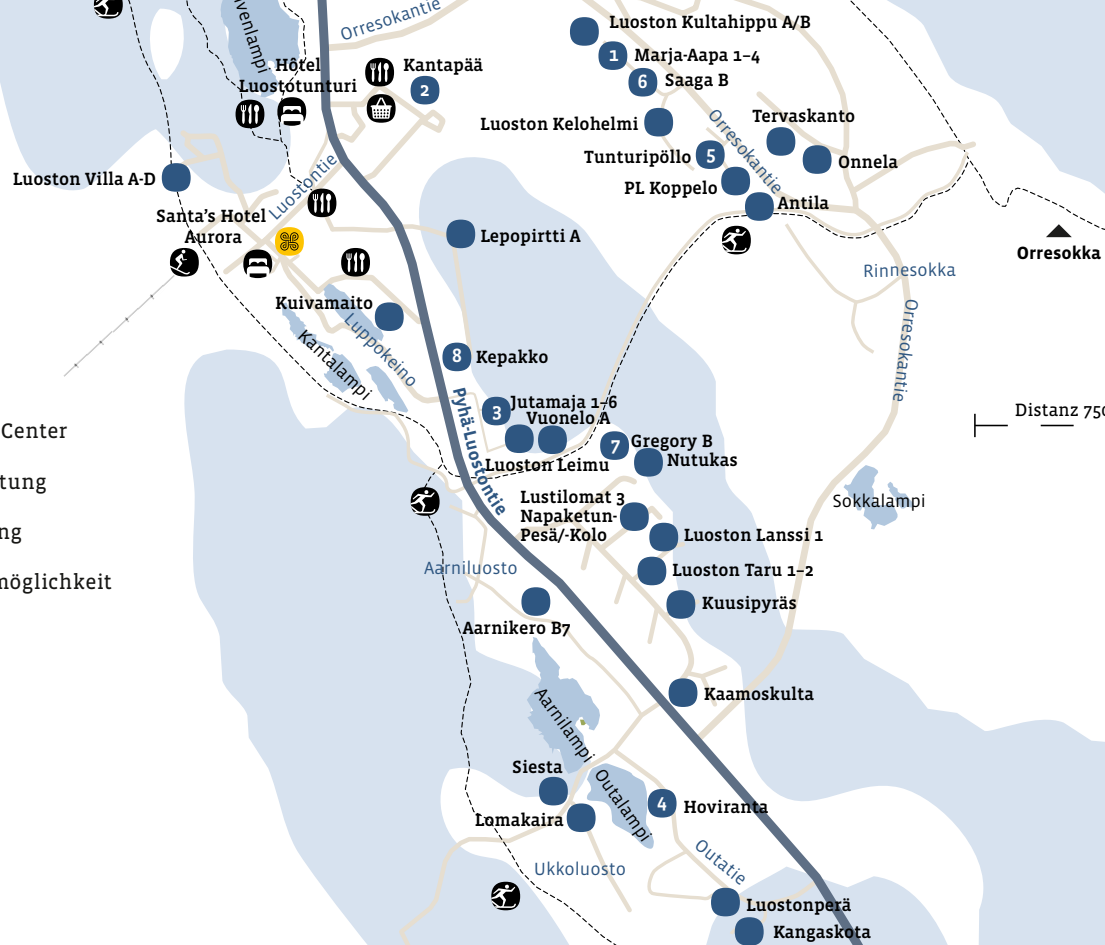 Orresokantie
Luoston Kultahippu A/B
1 Marja-Aapa 1–4
6 Saaga B
Hôtel
Luostotunturi
Kantapää
2
Luoston Kelohelmi
Orresokantie
Tervaskanto
Tunturipöllo 5
Onnela
PL Koppelo
Antila
Luoston Villa A-D
Luostontie
Santa's Hotel
Aurora
Lepopirtti A
Orresokka
Rinnesokka
Orresokantie
Kuivamaito
Luppokeino
Kantalampi
8 Kepakko
Pyhä-Luostontie
3
Jutamaja 1–6
Vuonelo A
Luoston Leimu
7 Gregory B
Nutukas
Distanz 750
Center
tung
ng
möglichkeit
Sokkalampi
Lustilomat 3
Napaketun-
Pesä/-Kolo
Luoston Lanssi 1
Luoston Taru 1–2
Kuusipyräs
Aarniluosto
Aarnikero B7
Kaamoskulta
Aarnilampi
Siesta
Outalampi
4 Hoviranta
Lomakaira
Ukkoluosto
Outatie
Luostonperä
Kangaskota